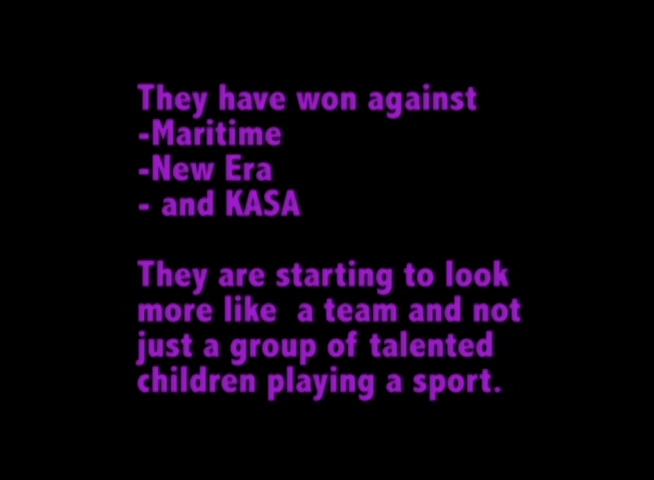 They have won against
-Maritime
-New Era
- and KASA
They are starting to look
more like  a team and not
just a group of talented
children playing a sport.